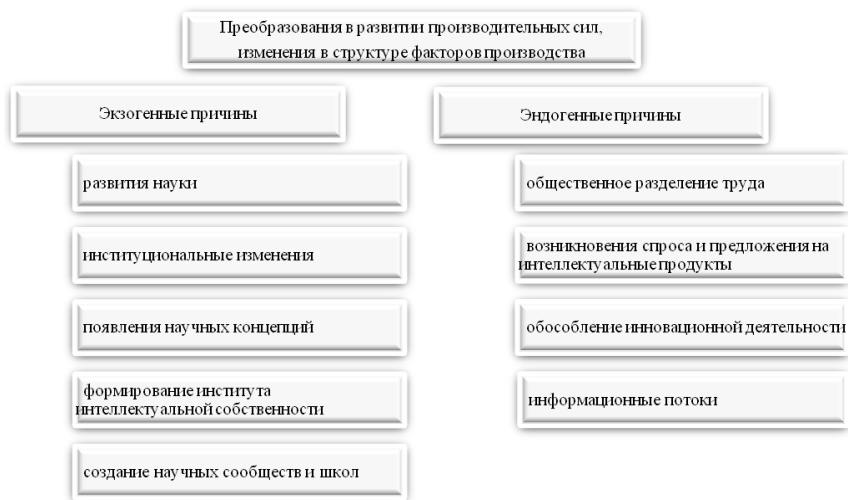 Преобразования в развитии производительных сил,
изменения в структуре факторов производства
Экзогенные причины
развития науки
институциональные изменения
появления научных концепций
формирование института
интеллектуальной собственности
создание научных сообществ и школ
Эндогенные причины
общественное разделение труда
возникновения спроса и предложения на
интеллектуальные продукты
обособление инновационной деятельности
информационные потоки